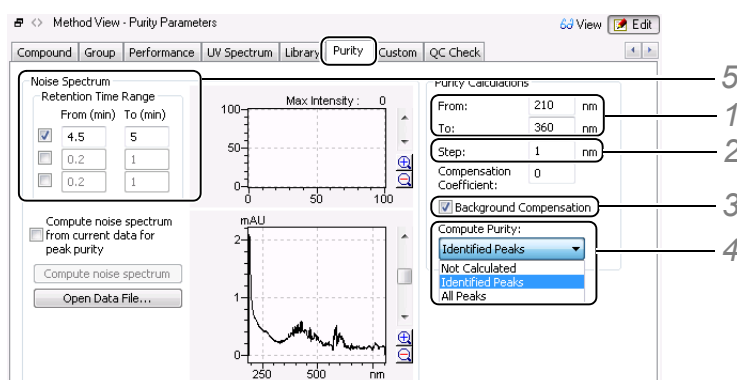 Method View - Purity Parameters
View
Edit
Compound Group Performance UV Spectrum Library Purity Custom QC Check
Noise Spectrum
Retention Time Range
From (min) To (min)
4.5 5
0.2 1
0.2 1
Compute noise spectrum
from current data for
peak purity
Compute noise spectrum
Open Data File...
Max Intensity : 0
100
50
0
0 50 100
mAU
2
1
0
250 500 nm
Purity Calculations
From: 210 nm
To: 360 nm
Step: 1 nm
Compensation
Coefficient: 0
Background Compensation
Compute Purity:
Identified Peaks
Not Calculated
Identified Peaks
All Peaks
5
1
2
3
4